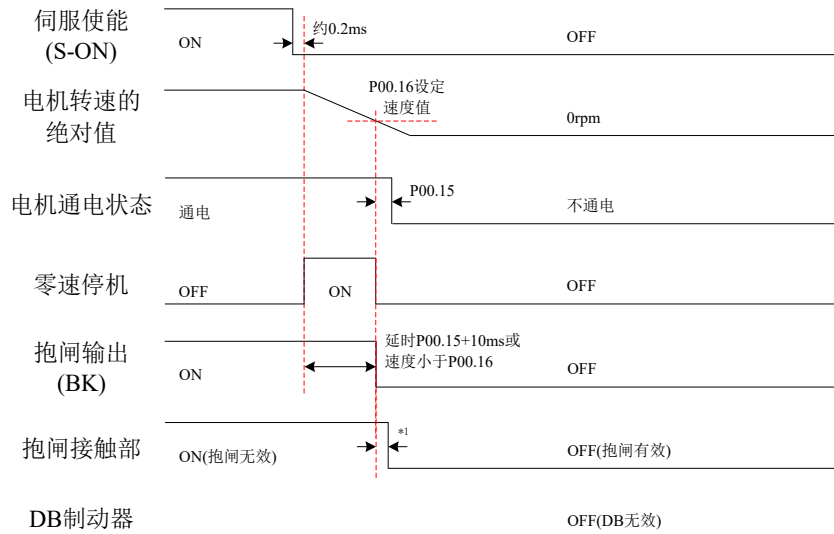 伺服使能
(S-ON)
ON
约0.2ms
OFF
电机转速的
绝对值
P00.16设定
速度值
0rpm
电机通电状态
通电
P00.15
不通电
零速停机
OFF
ON
OFF
抱闸输出
(BK)
ON
延时P00.15+10ms或
速度小于P00.16
OFF
抱闸接触部
ON(抱闸无效)
*1
OFF(抱闸有效)
DB制动器
OFF(DB无效)